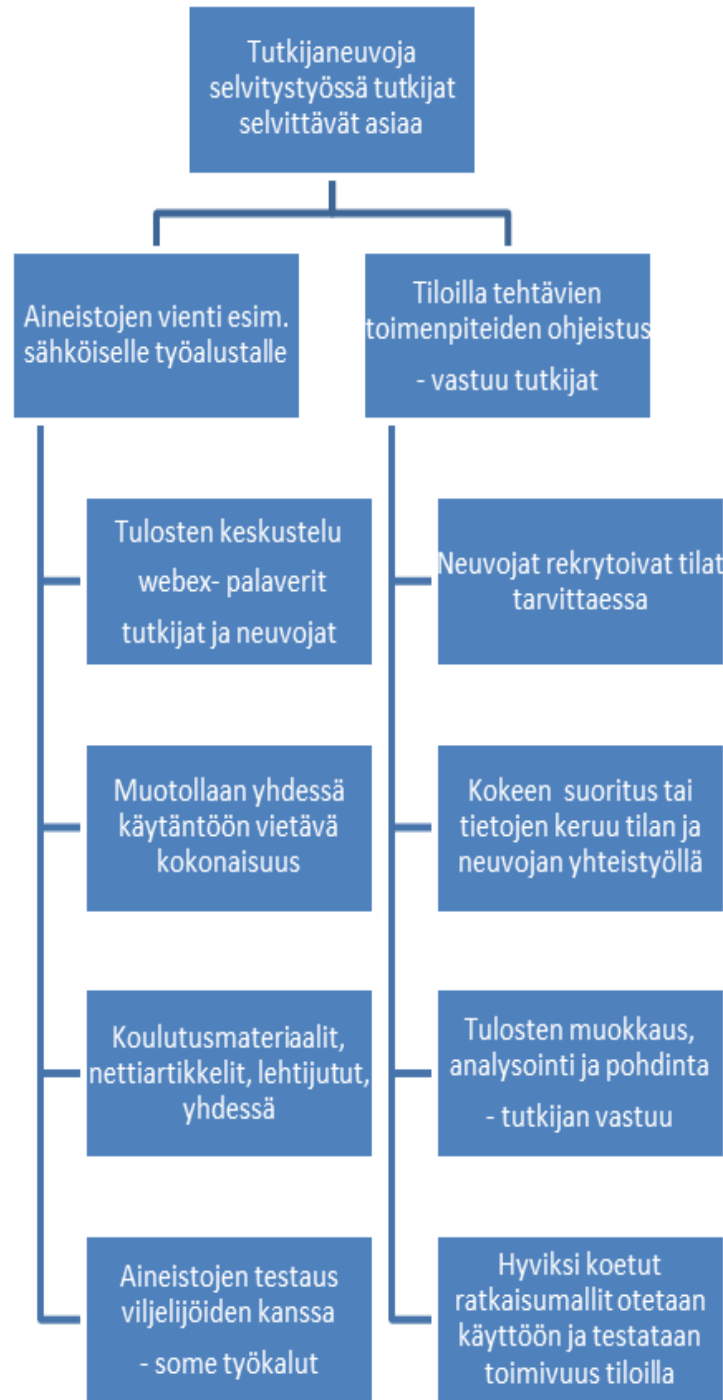 Tutkijaneuvoja
selvitystyössä tutkijat
selvittävät asiaa
Aineistojen vienti esim.
sähköiselle työalustalle
Tulosten keskustelu
webex- palaverit
tutkijat ja neuvojat
Muotollaan yhdessä
käytäntöön vietävä
kokonaisuus
Koulutusmateriaalit,
nettiartikkelit, lehtijutut,
yhdessä
Aineistojen testaus
viljelijöiden kanssa
- some työkalut
Tiloilla tehtävien
toimenpiteiden ohjeistus
- vastuu tutkijat
Neuvojat rekrytoivat tilat
tarvittaessa
Kokeen suoritus tai
tietojen keruu tilan ja
neuvojan yhteistyöllä
Tulosten muokkaus,
analysointi ja pohdinta
- tutkijan vastuu
Hyviksi koetut
ratkaisumallit otetaan
käyttöön ja testataan
toimivuus tiloilla